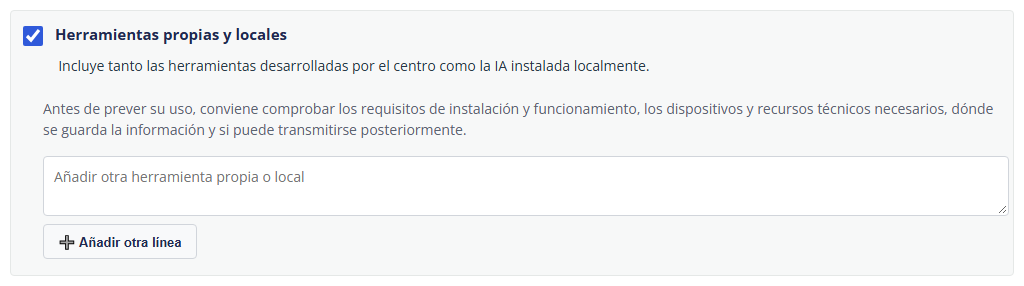 Herramientas propias y locales
Incluye tanto las herramientas desarrolladas por el centro como la IA instalada localmente.
Antes de prever su uso, conviene comprobar los requisitos de instalación y funcionamiento, los dispositivos y recursos técnicos necesarios, dónde
se guarda la información y si puede transmitirse posteriormente.
Añadir otra herramienta propia o local
Añadir otra línea